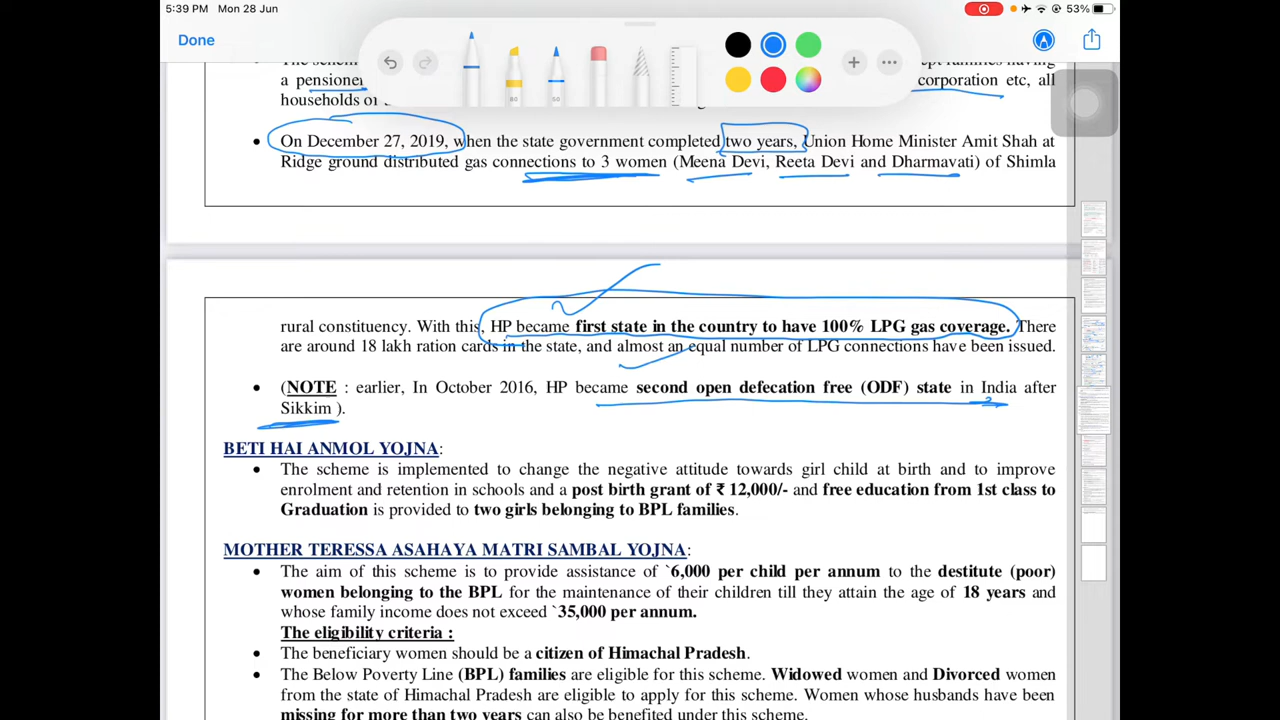 5:39 PM Mon 28 Jun 53%
Done
a pensioner corporation etc, all
households of
On December 27, 2019, when the state government completed two years, Union Home Minister Amit Shah at
Ridge ground distributed gas connections to 3 women (Meena Devi, Reeta Devi and Dharmavati) of Shimla
rural constituency. With this, HP became first state in the country to have 100% LPG gas coverage. There
are around 18 lakh ration cards in the state, and almost an equal number of LPG connections have been issued.
(NOTE : earlier. In October 2016, HP became second open defecation free (ODF) state in India after
Sikkim ).
BETI HAI ANMOL YOJNA:
The scheme is implemented to change the negative attitude towards girl child at birth and to improve
enrolment and retention in schools and a post birth grant of ₹ 12,000/- and free education from 1st class to
Graduation is provided to two girls belonging to BPL families.
MOTHER TERESSA ASAHAYA MATRI SAMBAL YOJNA:
The aim of this scheme is to provide assistance of `6,000 per child per annum to the destitute (poor)
women belonging to the BPL for the maintenance of their children till they attain the age of 18 years and
whose family income does not exceed `35,000 per annum.
The eligibility criteria :
The beneficiary women should be a citizen of Himachal Pradesh.
The Below Poverty Line (BPL) families are eligible for this scheme. Widowed women and Divorced women
from the state of Himachal Pradesh are eligible to apply for this scheme. Women whose husbands have been
missing for more than two years can also be benefited under this scheme.